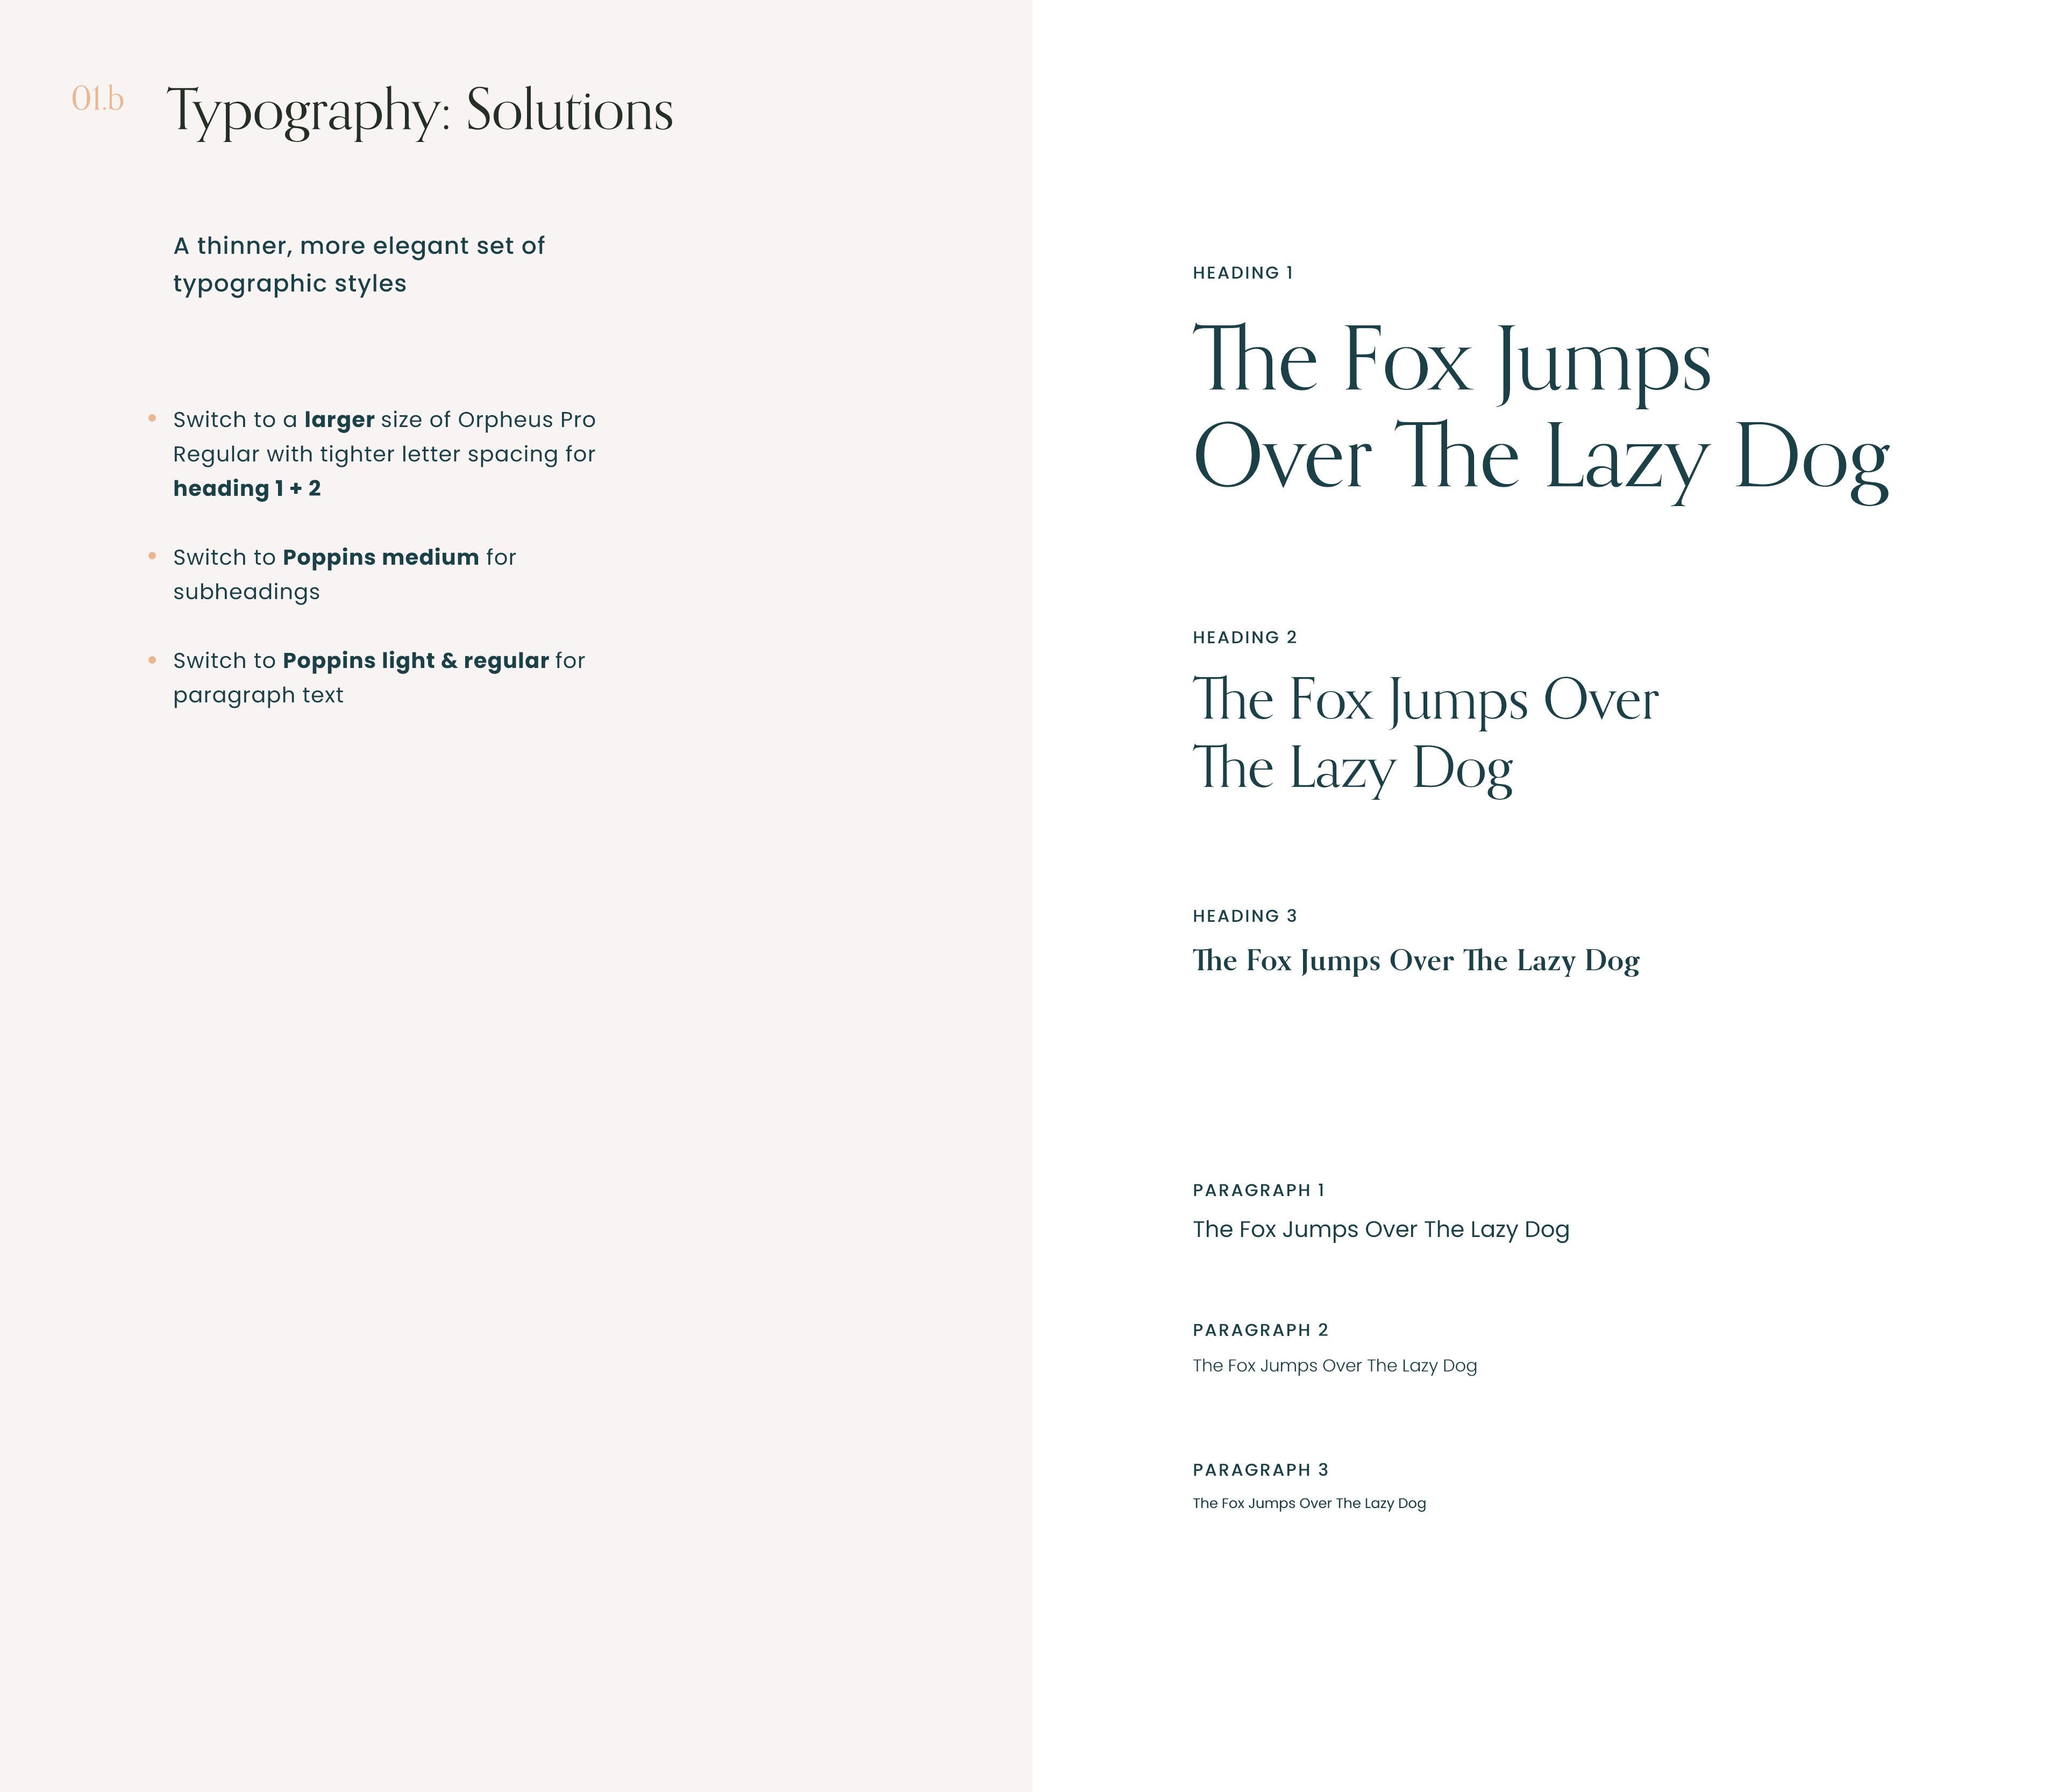 01.b
Typography: Solutions
A thinner, more elegant set of
typographic styles
Switch to a larger size of Orpheus Pro
Regular with tighter letter spacing for
heading 1 + 2
Switch to Poppins medium for
subheadings
Switch to Poppins light & regular for
paragraph text
HEADING 1
The Fox Jumps
Over The Lazy Dog
HEADING 2
The Fox Jumps Over
The Lazy Dog
HEADING 3
The Fox Jumps Over The Lazy Dog
PARAGRAPH 1
The Fox Jumps Over The Lazy Dog
PARAGRAPH 2
The Fox Jumps Over The Lazy Dog
PARAGRAPH 3
The Fox Jumps Over The Lazy Dog